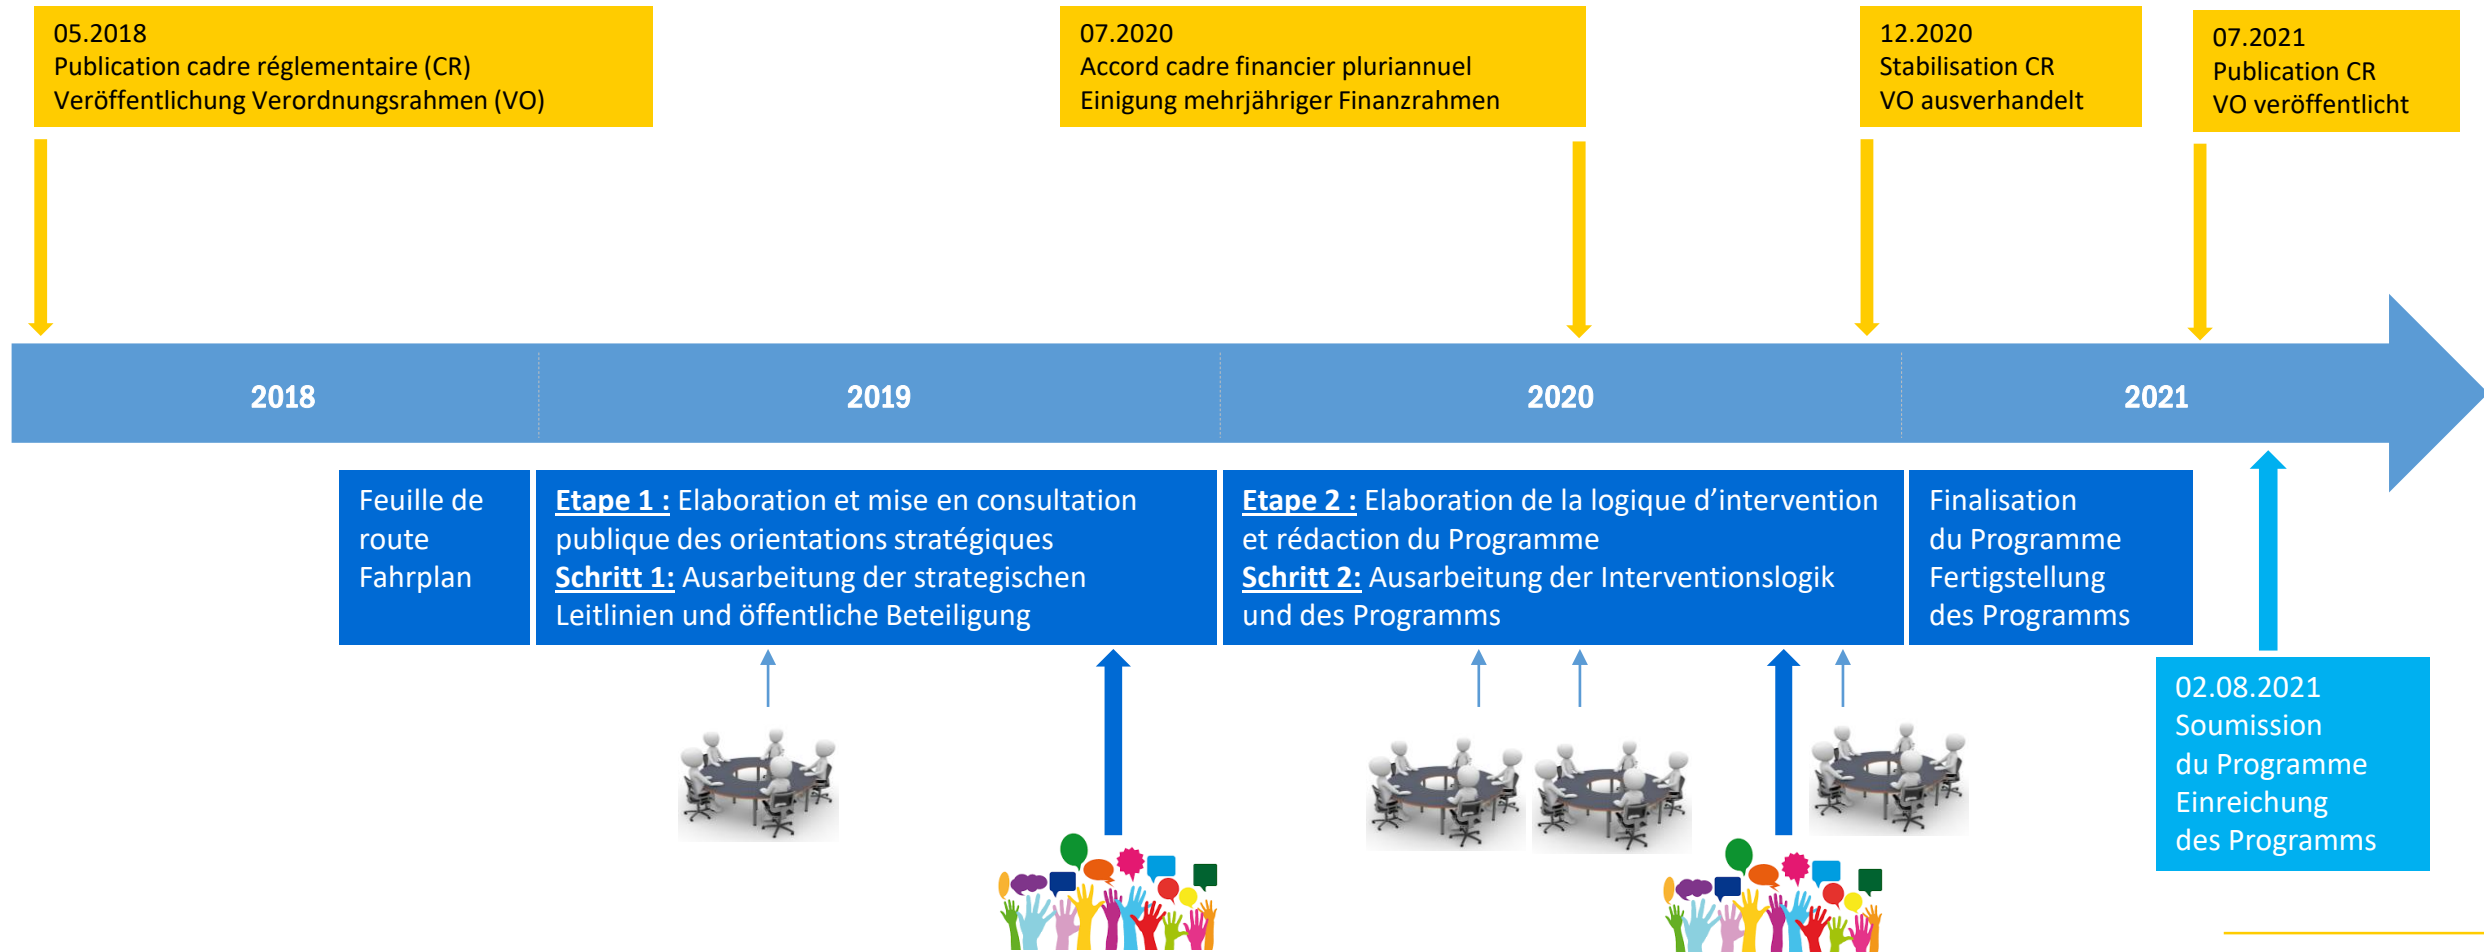 05.2018
Publication cadre réglementaire (CR)
Veröffentlichung Verordnungsrahmen (VO)
07.2020
Accord cadre financier pluriannuel
Einigung mehrjähriger Finanzrahmen
12.2020
Stabilisation CR
VO ausverhandelt
07.2021
Publication CR
VO veröffentlicht
2018
2019
2020
2021
Feuille de
route
Fahrplan
Etape 1 : Elaboration et mise en consultation
publique des orientations stratégiques
Schritt 1: Ausarbeitung der strategischen
Leitlinien und öffentliche Beteiligung
Etape 2 : Elaboration de la logique d’intervention
et rédaction du Programme
Schritt 2: Ausarbeitung der Interventionslogik
und des Programms
Finalisation
du Programme
Fertigstellung
des Programms
02.08.2021
Soumission
du Programme
Einreichung
des Programms